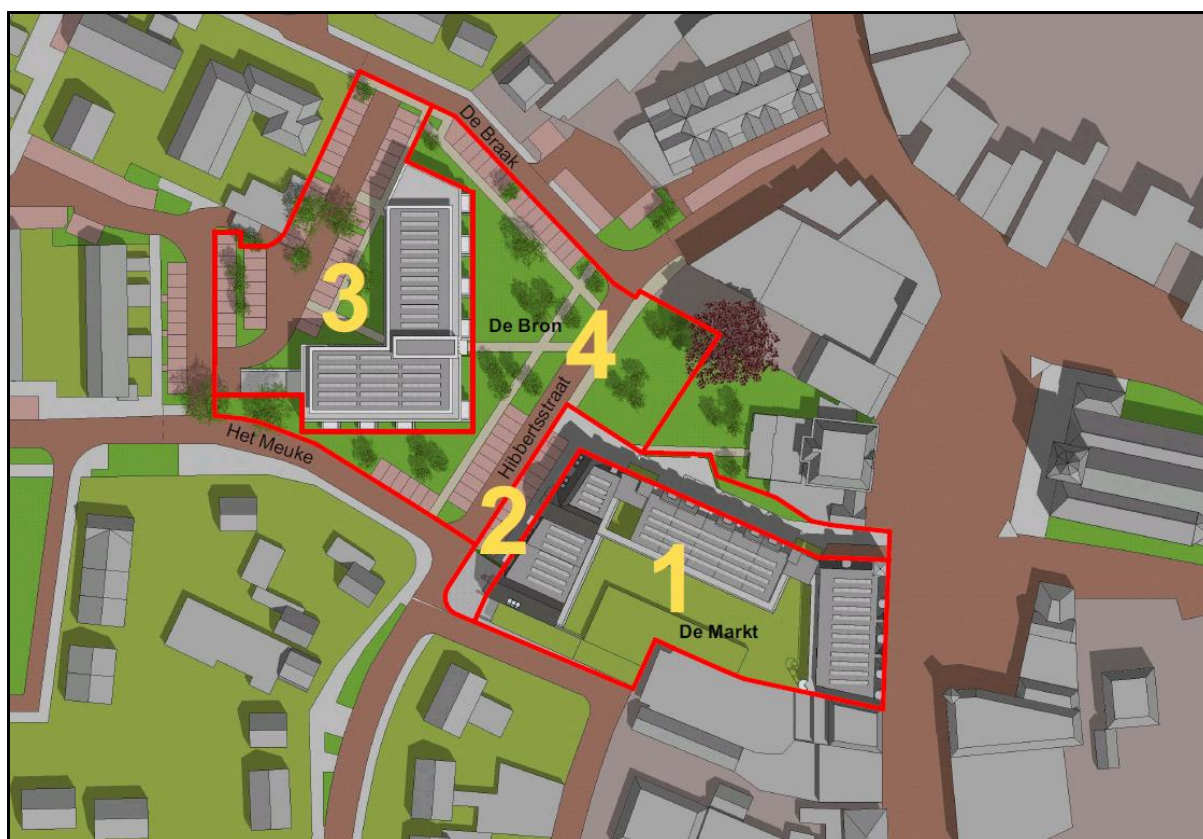 De Braak
3
De Bron
4
Hibbertsstraat
Het Meuke
2
1
De Markt